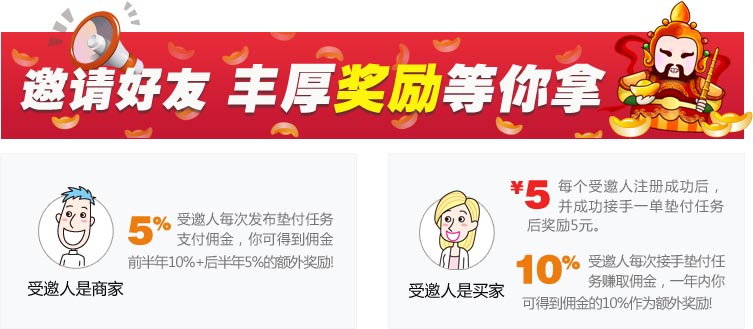 邀请好友 丰厚奖励等你拿
5% 受邀人每次发布垫付任务
支付佣金，你可得到佣金
前半年10%+后半年5%的额外奖励!
受邀人是商家
¥5 每个受邀人注册成功后，
并成功接手一单垫付任务
后奖励5元。
10% 受邀人每次接手垫付任
务赚取佣金，一年内你
可得到佣金的10%作为额外奖励!
受邀人是买家